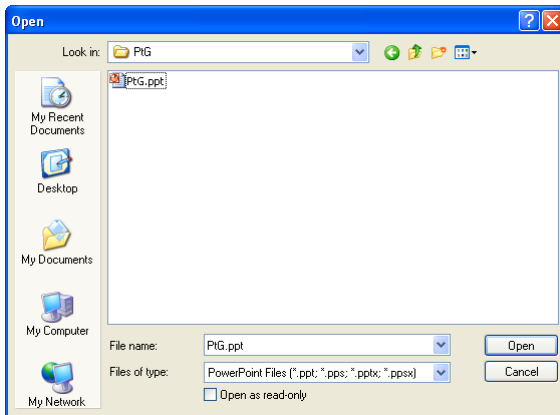 Open
Look in:
PtG
PtG.ppt
My Recent
Documents
Desktop
My Documents
My Computer
My Network
File name:
PtG.ppt
Open
Files of type:
PowerPoint Files (*.ppt; *.pps; *.pptx; *.ppsx)
Cancel
Open as read-only